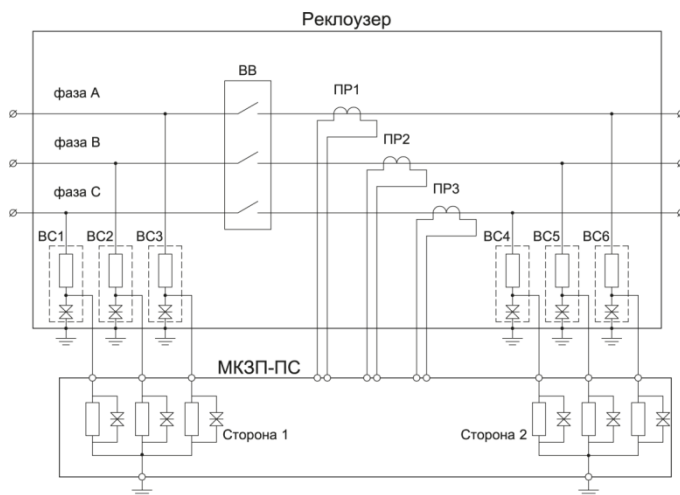 Реклоузер
ВВ
фаза А
ПР1
фаза В
ПР2
фаза С
ПР3
ВС1 ВС2 ВС3 ВС4 ВС5 ВС6
МКЗП-ПС
Сторона 1 Сторона 2